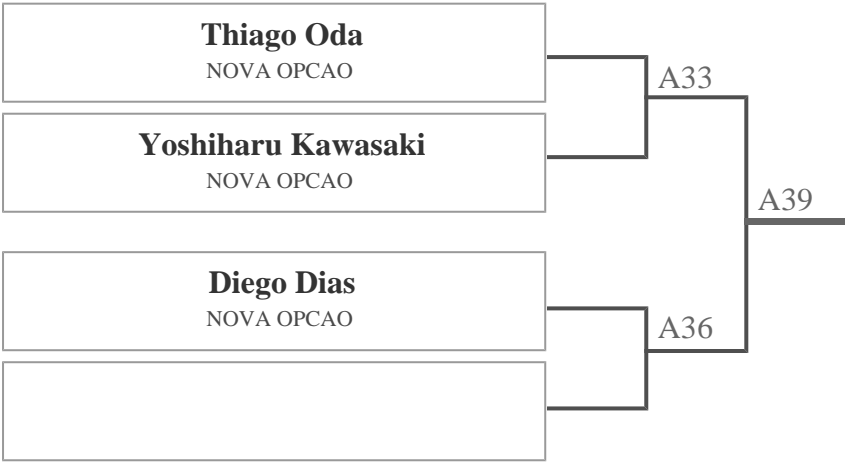 Thiago Oda
NOVA OPCAO
A33
Yoshiharu Kawasaki
NOVA OPCAO
A39
Diego Dias
NOVA OPCAO
A36